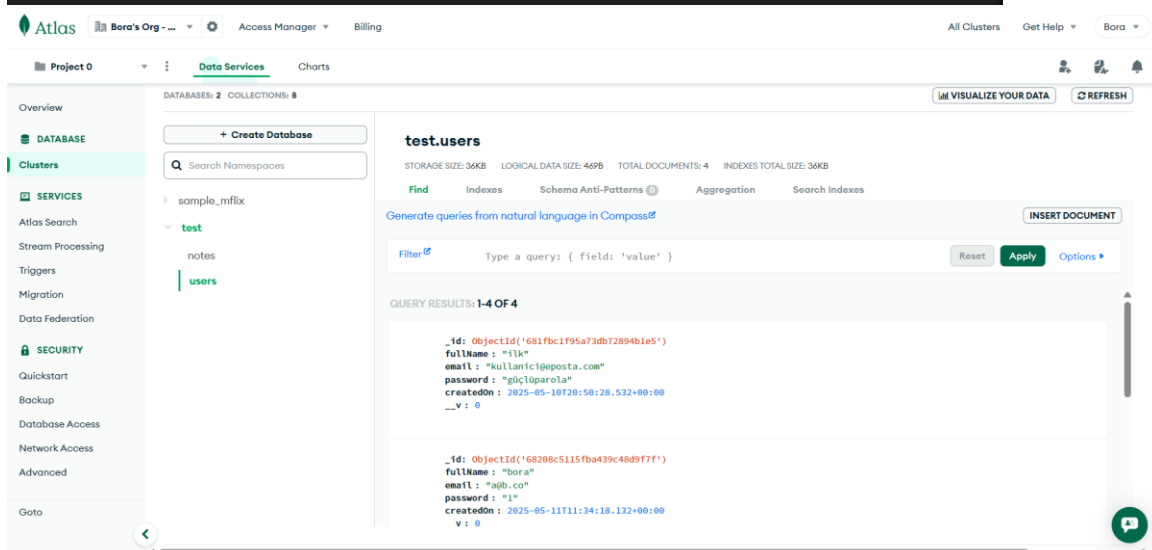 Atlas Bora's Org - ... Access Manager Billing All Clusters Get Help Bora
Project 0 Data Services Charts
Overview
DATABASE
Clusters
SERVICES
Atlas Search
Stream Processing
Triggers
Migration
Data Federation
SECURITY
Quickstart
Backup
Database Access
Network Access
Advanced
Goto
DATABASES: 2 COLLECTIONS: 8
VISUALIZE YOUR DATA REFRESH
+ Create Database
Search Namespaces
sample_mflix
test
notes
users
test.users
STORAGE SIZE: 36KB LOGICAL DATA SIZE: 469B TOTAL DOCUMENTS: 4 INDEXES TOTAL SIZE: 36KB
Find Indexes Schema Anti-Patterns 0 Aggregation Search Indexes
Generate queries from natural language in Compass INSERT DOCUMENT
Filter Type a query: { field: 'value' } Reset Apply Options
QUERY RESULTS: 1-4 OF 4
_id: ObjectId('681fbc1f95a73db72894b1e5')
fullName : "ilk"
email : "kullanici@eposta.com"
password : "güçlüparola"
createdOn : 2025-05-10T20:50:28.532+00:00
__v : 0
_id: ObjectId('68208c5115fba439c48d9f7f')
fullName : "bora"
email : "a@b.co"
password : "1"
createdOn : 2025-05-11T11:34:18.132+00:00
v : 0